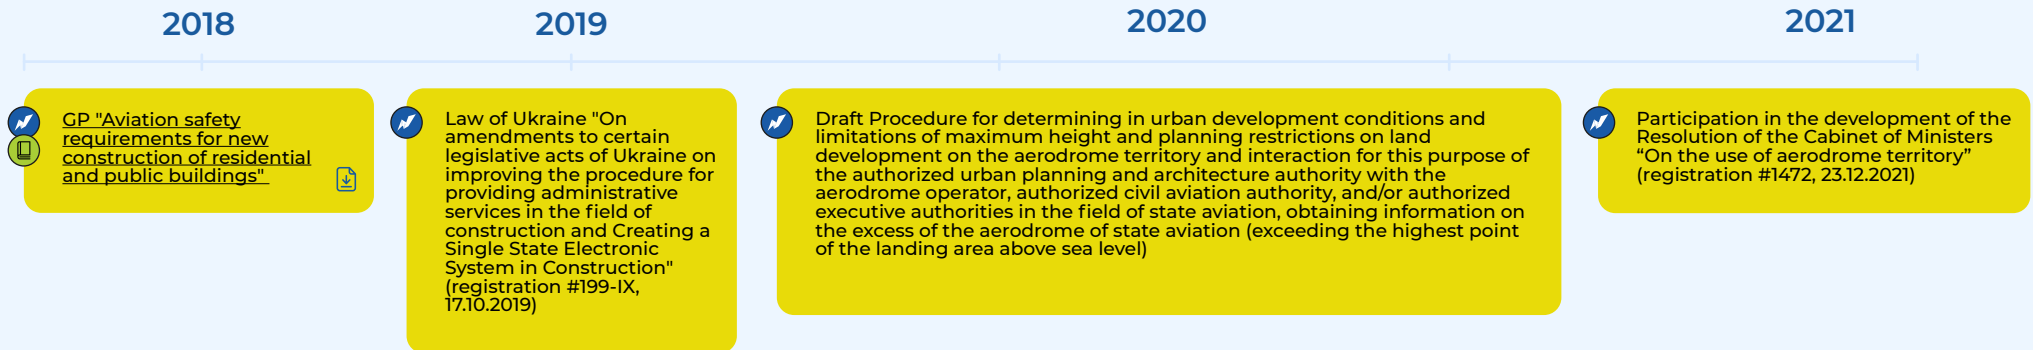 2018
2019
2020
2021
GP "Aviation safety
requirements for new
construction of residential
and public buildings"
Law of Ukraine "On
amendments to certain
legislative acts of Ukraine on
improving the procedure for
providing administrative
services in the field of
construction and Creating a
Single State Electronic
System in Construction"
(registration #199-IX,
17.10.2019)
Draft Procedure for determining in urban development conditions and
limitations of maximum height and planning restrictions on land
development on the aerodrome territory and interaction for this purpose of
the authorized urban planning and architecture authority with the
aerodrome operator, authorized civil aviation authority, and/or authorized
executive authorities in the field of state aviation, obtaining information on
the excess of the aerodrome of state aviation (exceeding the highest point
of the landing area above sea level)
Participation in the development of the
Resolution of the Cabinet of Ministers
“On the use of aerodrome territory”
(registration #1472, 23.12.2021)